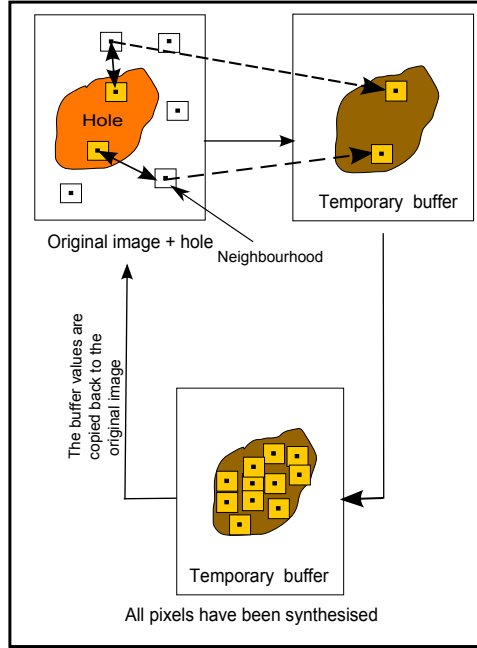 Hole
Temporary buffer
Original image + hole
Neighbourhood
The buffer values are
copied back to the
original image
Temporary buffer
All pixels have been synthesised